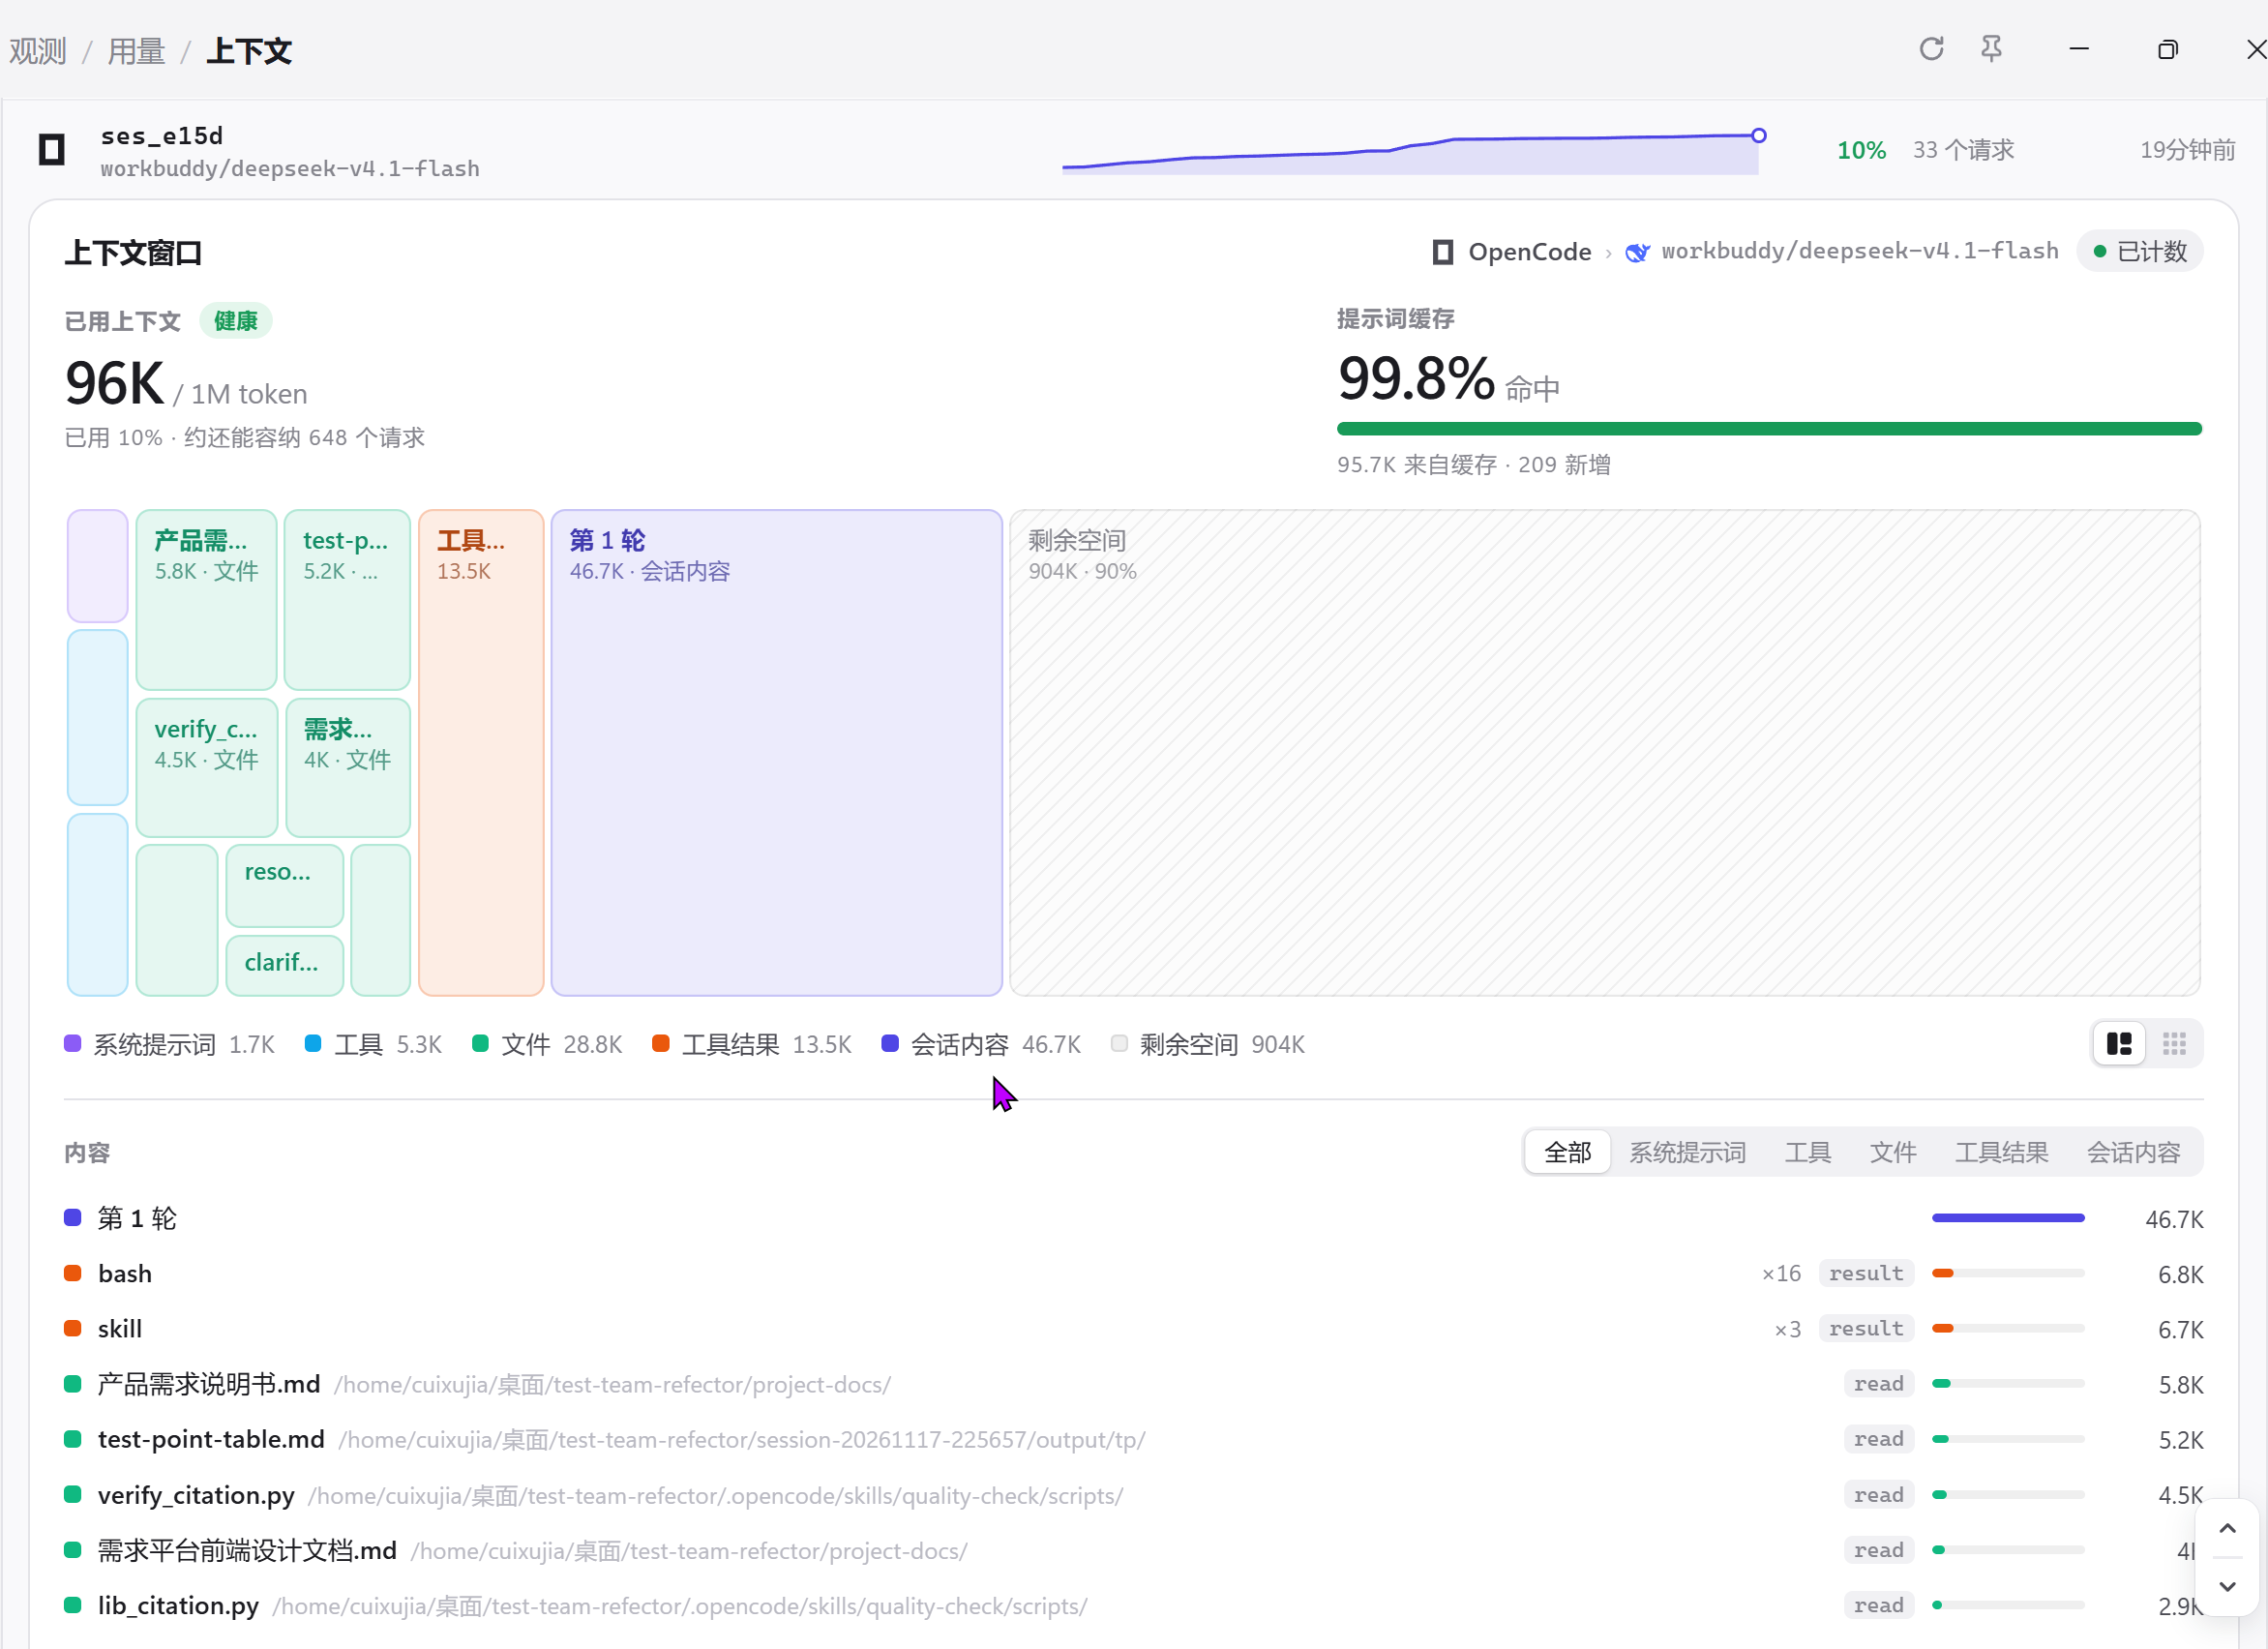 观测 / 用量 / 上下文
ses_e15d
workbuddy/deepseek-v4.1-flash
10% 33 个请求 19分钟前
上下文窗口
OpenCode › workbuddy/deepseek-v4.1-flash 已计数
已用上下文 健康
96K / 1M token
已用 10% · 约还能容纳 648 个请求
提示词缓存
99.8% 命中
95.7K 来自缓存 · 209 新增
产品需...
5.8K · 文件
test-p...
5.2K · ...
工具...
13.5K
第 1 轮
46.7K · 会话内容
剩余空间
904K · 90%
verify_c...
4.5K · 文件
需求...
4K · 文件
reso...
clarif...
系统提示词 1.7K 工具 5.3K 文件 28.8K 工具结果 13.5K 会话内容 46.7K 剩余空间 904K
内容
全部 系统提示词 工具 文件 工具结果 会话内容
第 1 轮 46.7K
bash ×16 result 6.8K
skill ×3 result 6.7K
产品需求说明书.md /home/cuixujia/桌面/test-team-refector/project-docs/ read 5.8K
test-point-table.md /home/cuixujia/桌面/test-team-refector/session-20261117-225657/output/tp/ read 5.2K
verify_citation.py /home/cuixujia/桌面/test-team-refector/.opencode/skills/quality-check/scripts/ read 4.5K
需求平台前端设计文档.md /home/cuixujia/桌面/test-team-refector/project-docs/ read
lib_citation.py /home/cuixujia/桌面/test-team-refector/.opencode/skills/quality-check/scripts/ read 2.9K